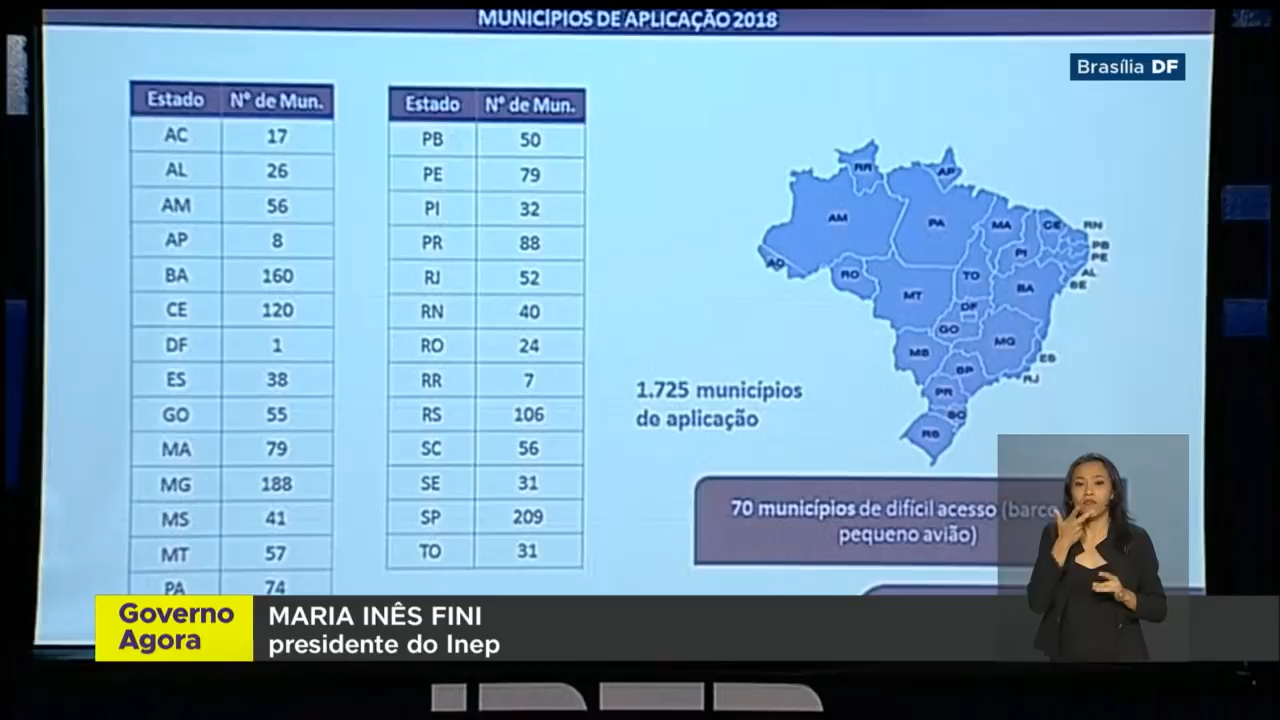 MUNICÍPIOS DE APLICAÇÃO 2018
Brasília DF
Estado Nº de Mun.
AC 17
AL 26
AM 56
AP 8
BA 160
CE 120
DF 1
ES 38
GO 55
MA 79
MG 188
MS 41
MT 57
PA 74
Estado Nº de Mun.
PB 50
PE 79
PI 32
PR 88
RJ 52
RN 40
RO 24
RR 7
RS 106
SC 56
SE 31
SP 209
TO 31
RR
AP
AM
PA
MA
CE
RN
PB
PE
AL
SE
PI
AC
RO
TO
BA
MT
DF
GO
MG
MS
ES
SP
RJ
PR
SC
RS
1.725 municípios
de aplicação
70 municípios de difícil acesso (barco
pequeno avião)
Governo
Agora
MARIA INÊS FINI
presidente do Inep